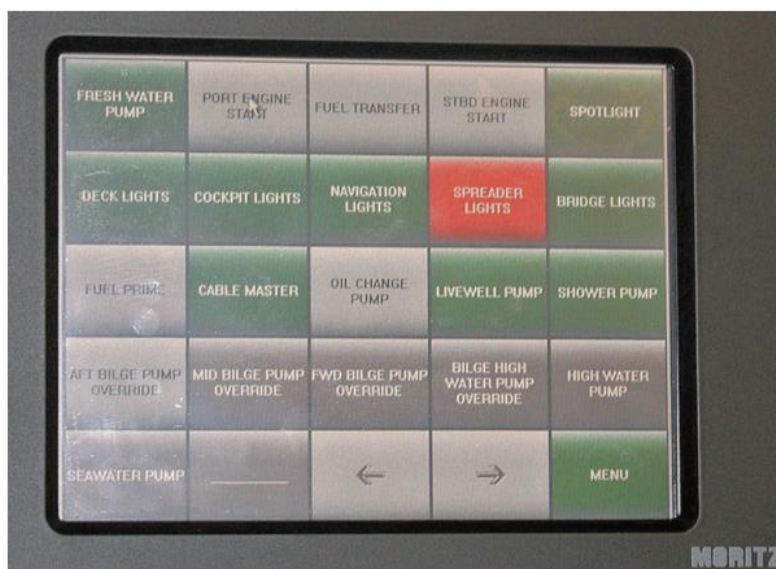 FRESH WATER
PUMP
PORT ENGINE
START
FUEL TRANSFER
STBD ENGINE
START
SPOTLIGHT
DECK LIGHTS
COCKPIT LIGHTS
NAVIGATION
LIGHTS
SPREADER
LIGHTS
BRIDGE LIGHTS
FUEL PRIME
CABLE MASTER
OIL CHANGE
PUMP
LIVEWELL PUMP
SHOWER PUMP
AFT BILGE PUMP
OVERRIDE
MID BILGE PUMP
OVERRIDE
FWD BILGE PUMP
OVERRIDE
BILGE HIGH
WATER PUMP
OVERRIDE
HIGH WATER
PUMP
SEAWATER PUMP
←
→
MENU
MORITZ